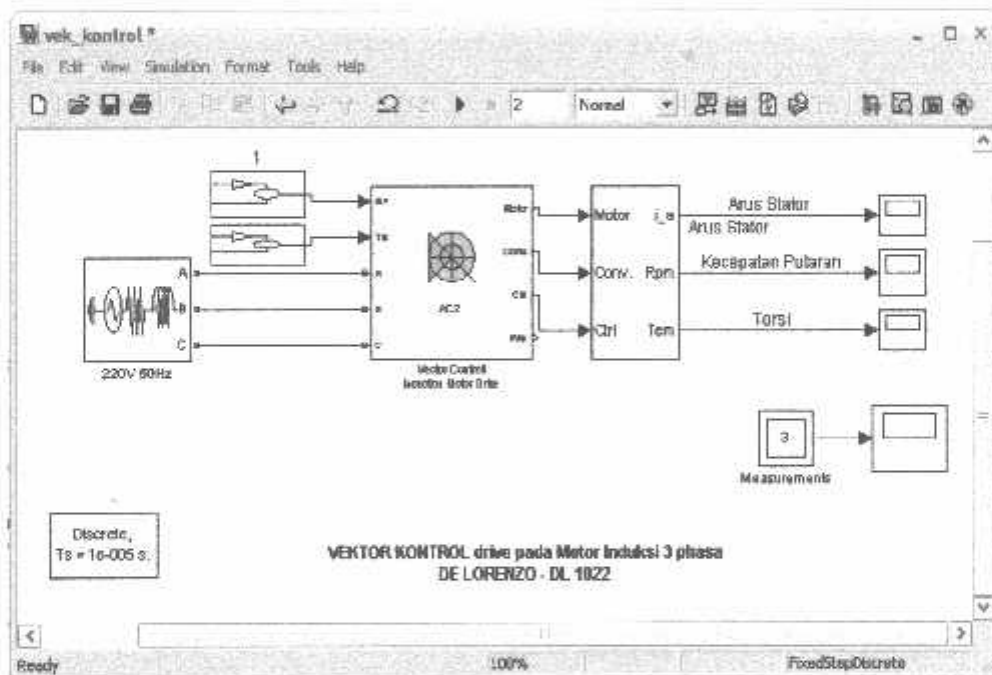 vek_kontrol *
File Edit View Simulation Format Tools Help
2
Normal
1
Motor
Motor i_a
Arus Stator
Arus Stator
Conv. Rpm
Kecepatan Putaran
Ctrl Tem
Torsi
A
B
C
AC2
220V 60Hz
Vector Control
Induction Motor Drive
3
Measurements
Discrete,
Ts = 1e-005 s.
VEKTOR KONTROL drive pada Motor Induksi 3 phasa
DE LORENZO - DL 1022
Ready
100%
FixedStepDiscrete